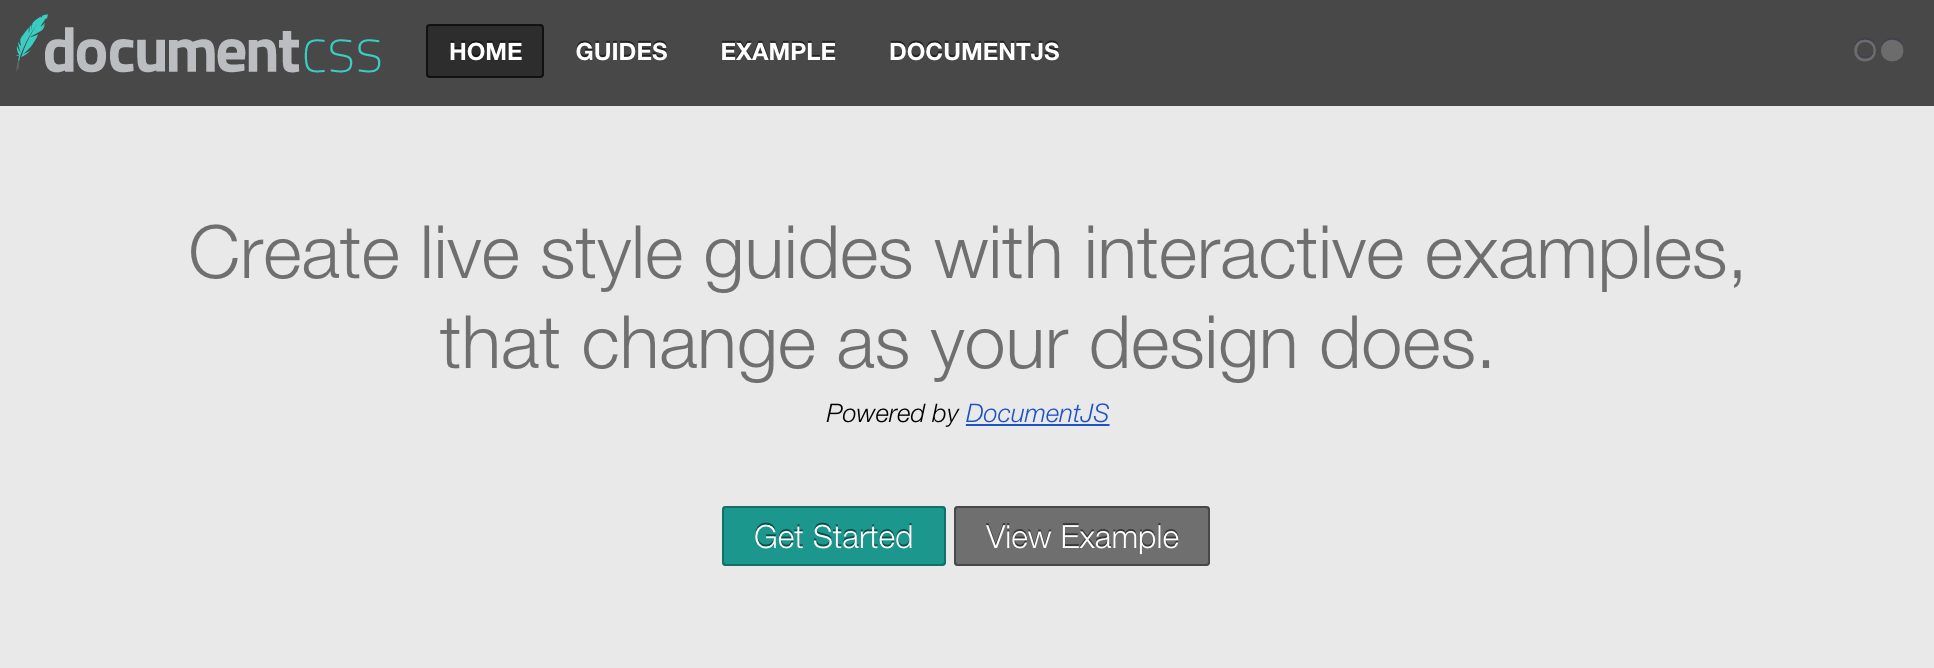 documentcss
HOME
GUIDES
EXAMPLE
DOCUMENTJS
Create live style guides with interactive examples,
that change as your design does.
Powered by DocumentJS
Get Started
View Example